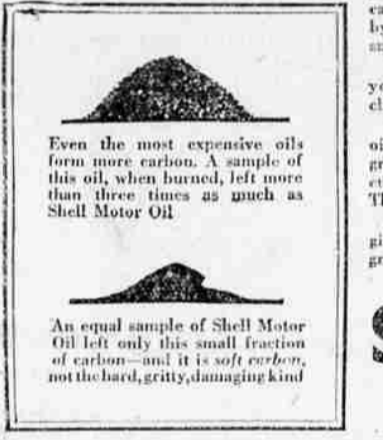 Even the most expensive oils
form more carbon. A sample of
this oil, when burned, left more
than three times as much as
Shell Motor Oil
An equal sample of Shell Motor
Oil left only this small fraction
of carbon—and it is soft carbon,
not the hard, gritty, damaging kind